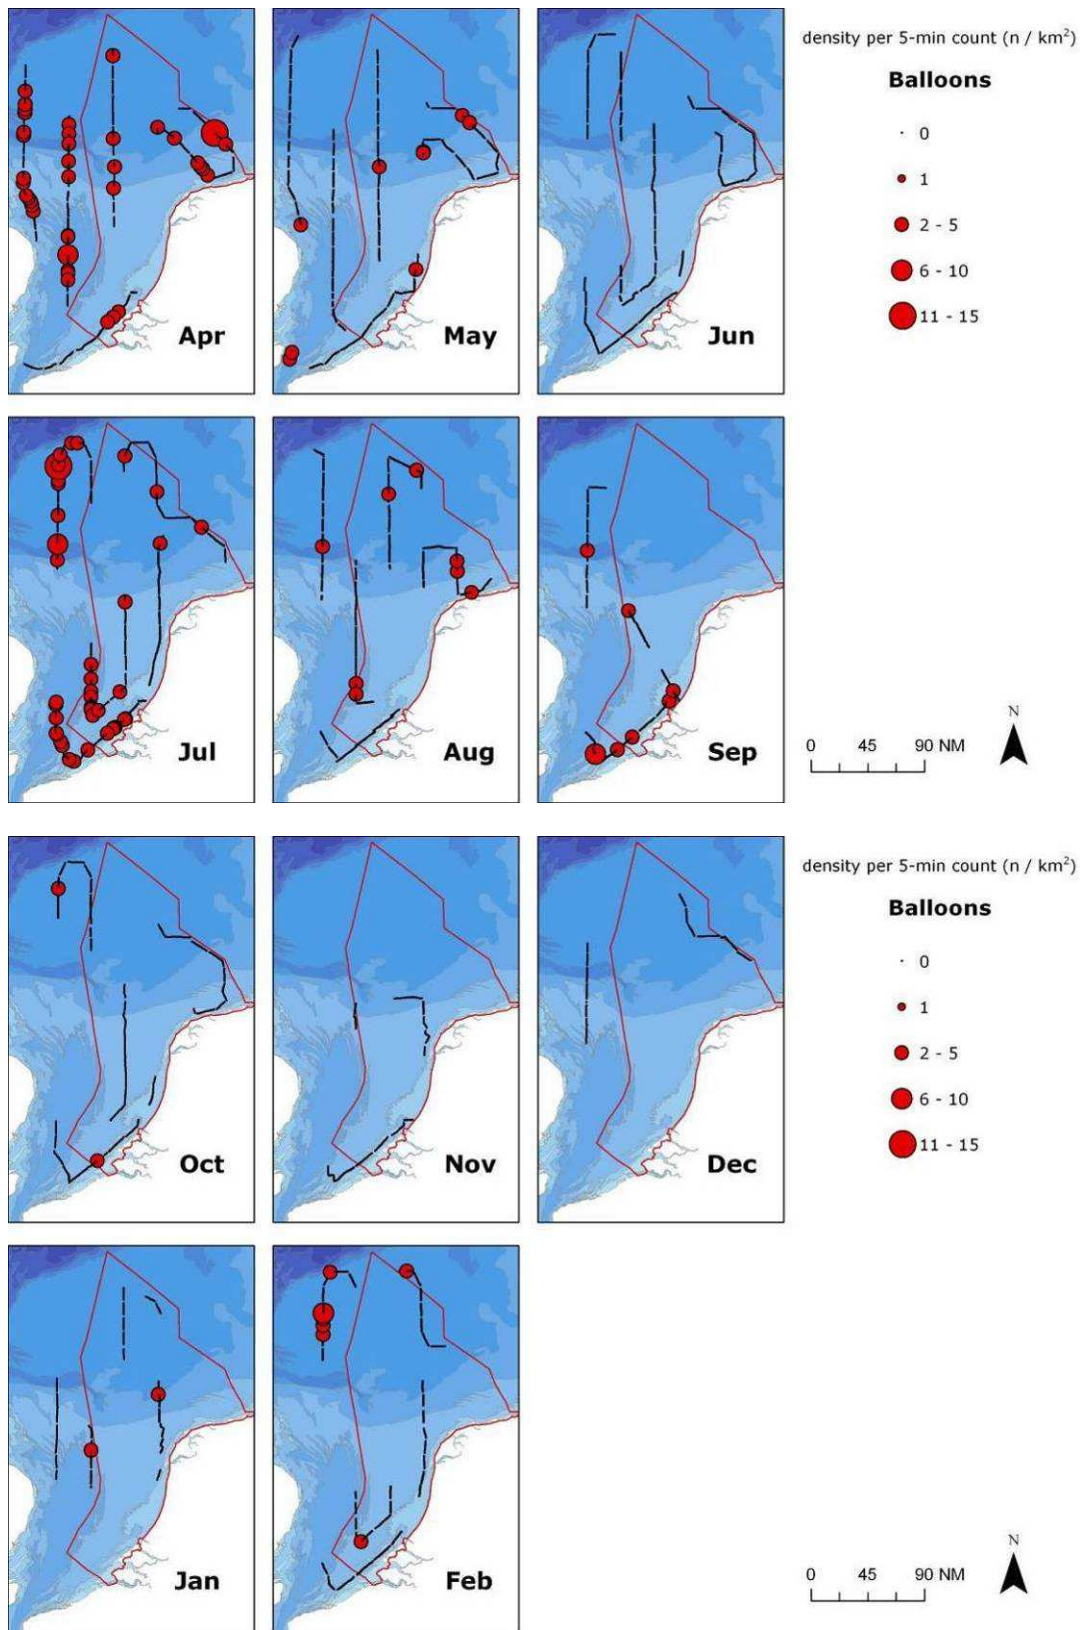 density per 5-min count (n / km²)
Balloons
0
1
2 - 5
6 - 10
11 - 15
Apr
May
Jun
Jul
Aug
Sep
N
0 45 90 NM
density per 5-min count (n / km²)
Balloons
0
1
2 - 5
6 - 10
11 - 15
Oct
Nov
Dec
Jan
Feb
N
0 45 90 NM